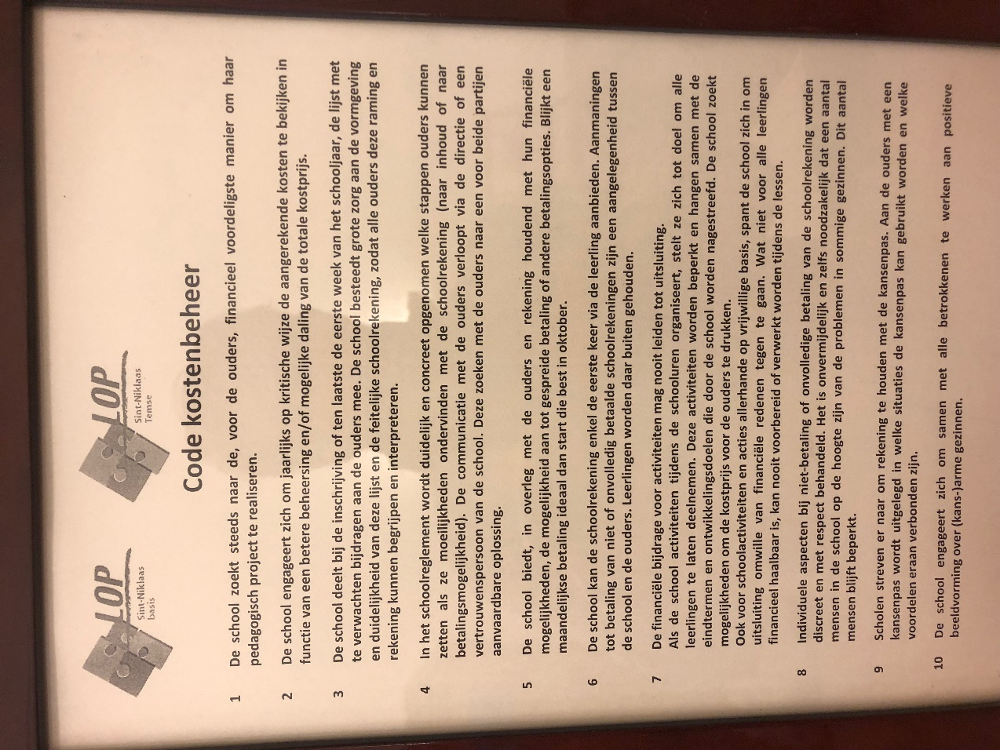 LOP
Sint-Niklaas
basis
LOP
Sint-Niklaas
Temse
Code kostenbeheer
1 De school zoekt steeds naar de, voor de ouders, financieel voordeligste manier om haar
pedagogisch project te realiseren.
2 De school engageert zich om jaarlijks op kritische wijze de aangerekende kosten te bekijken in
functie van een betere beheersing en/of mogelijke daling van de totale kostprijs.
3 De school deelt bij de inschrijving of ten laatste de eerste week van het schooljaar, de lijst met
te verwachten bijdragen aan de ouders mee. De school besteedt grote zorg aan de vormgeving
en duidelijkheid van deze lijst en de feitelijke schoolrekening, zodat alle ouders deze raming en
rekening kunnen begrijpen en interpreteren.
4 In het schoolreglement wordt duidelijk en concreet opgenomen welke stappen ouders kunnen
zetten als ze moeilijkheden ondervinden met de schoolrekening (naar inhoud of naar
betalingsmogelijkheid). De communicatie met de ouders verloopt via de directie of een
vertrouwenspersoon van de school. Deze zoeken met de ouders naar een voor beide partijen
aanvaardbare oplossing.
5 De school biedt, in overleg met de ouders en rekening houdend met hun financiële
mogelijkheden, de mogelijkheid aan tot gespreide betaling of andere betalingsopties. Blijkt een
maandelijkse betaling ideaal dan start die best in oktober.
6 De school kan de schoolrekening enkel de eerste keer via de leerling aanbieden. Aanmaningen
tot betaling van niet of onvolledig betaalde schoolrekeningen zijn een aangelegenheid tussen
de school en de ouders. Leerlingen worden daar buiten gehouden.
7 De financiële bijdrage voor activiteiten mag nooit leiden tot uitsluiting.
Als de school activiteiten tijdens de schooluren organiseert, stelt ze zich tot doel om alle
leerlingen te laten deelnemen. Deze activiteiten worden beperkt en hangen samen met de
eindtermen en ontwikkelingsdoelen die door de school worden nagestreefd. De school zoekt
mogelijkheden om de kostprijs voor de ouders te drukken.
Ook voor schoolactiviteiten en acties allerhande op vrijwillige basis, spant de school zich in om
uitsluiting omwille van financiële redenen tegen te gaan. Wat niet voor alle leerlingen
financieel haalbaar is, kan nooit voorbereid of verwerkt worden tijdens de lessen.
8 Individuele aspecten bij niet-betaling of onvolledige betaling van de schoolrekening worden
discreet en met respect behandeld. Het is onvermijdelijk en zelfs noodzakelijk dat een aantal
mensen in de school op de hoogte zijn van de problemen in sommige gezinnen. Dit aantal
mensen blijft beperkt.
9 Scholen streven er naar om rekening te houden met de kansenpas. Aan de ouders met een
kansenpas wordt uitgelegd in welke situaties de kansenpas kan gebruikt worden en welke
voordelen eraan verbonden zijn.
10 De school engageert zich om samen met alle betrokkenen te werken aan positieve
beeldvorming over (kans-)arme gezinnen.